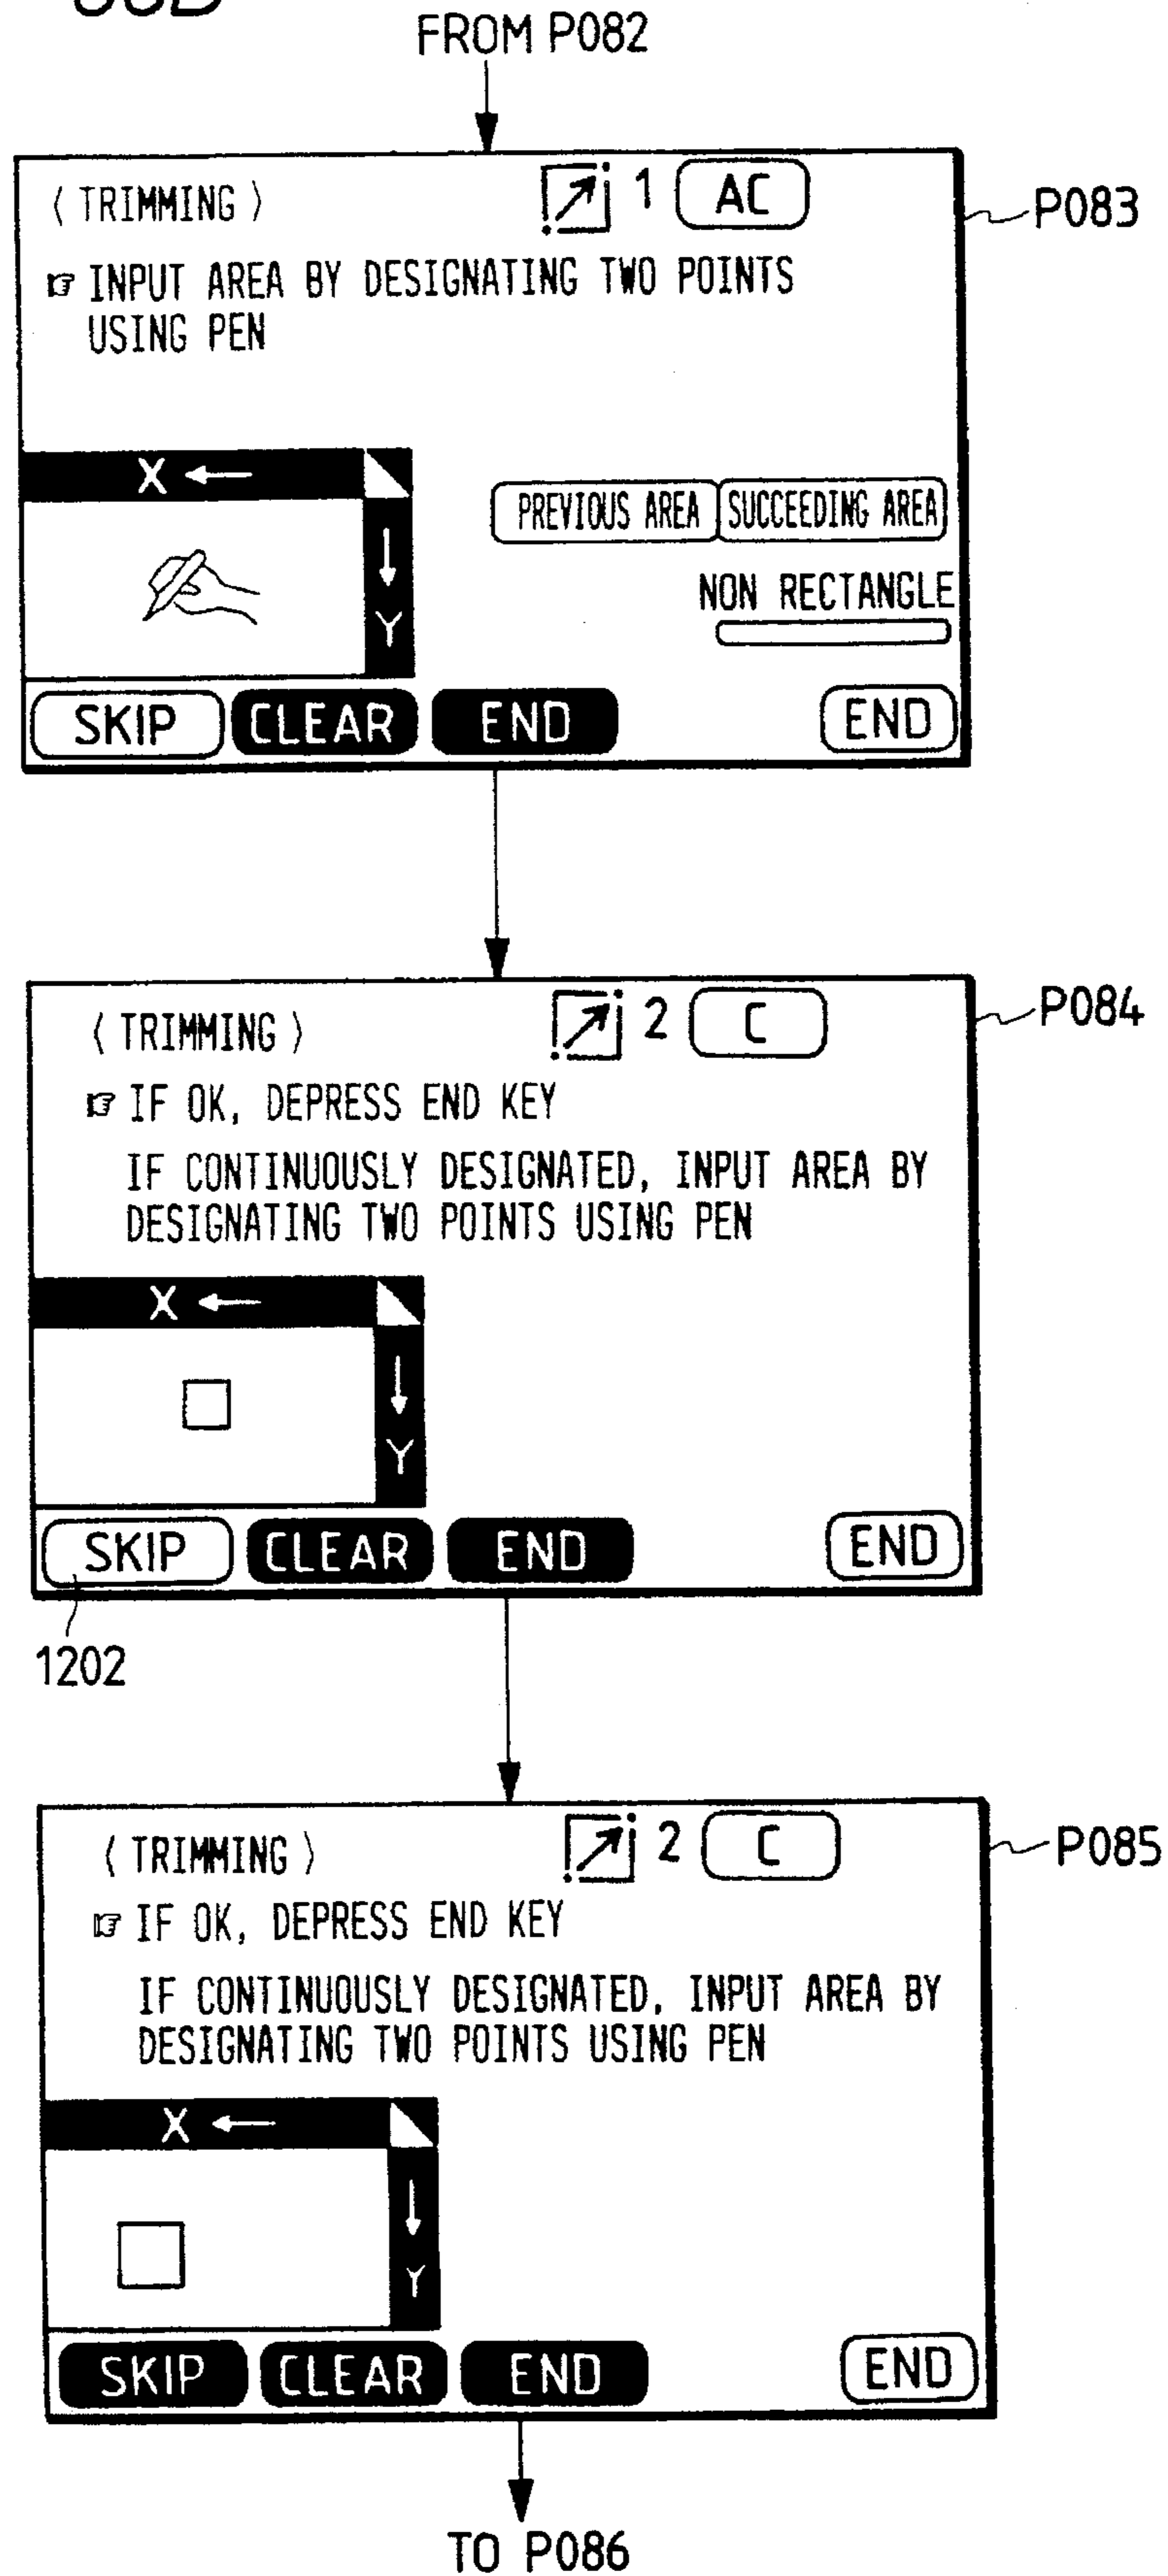 FROM P082
〈 TRIMMING 〉 1 AC
P083
☞ INPUT AREA BY DESIGNATING TWO POINTS
USING PEN
X ←
↓
Y
PREVIOUS AREA SUCCEEDING AREA
NON RECTANGLE
SKIP CLEAR END END
〈 TRIMMING 〉 2 C
P084
☞ IF OK, DEPRESS END KEY
IF CONTINUOUSLY DESIGNATED, INPUT AREA BY
DESIGNATING TWO POINTS USING PEN
X ←
↓
Y
SKIP CLEAR END END
1202
〈 TRIMMING 〉 2 C
P085
☞ IF OK, DEPRESS END KEY
IF CONTINUOUSLY DESIGNATED, INPUT AREA BY
DESIGNATING TWO POINTS USING PEN
X ←
↓
Y
SKIP CLEAR END END
TO P086